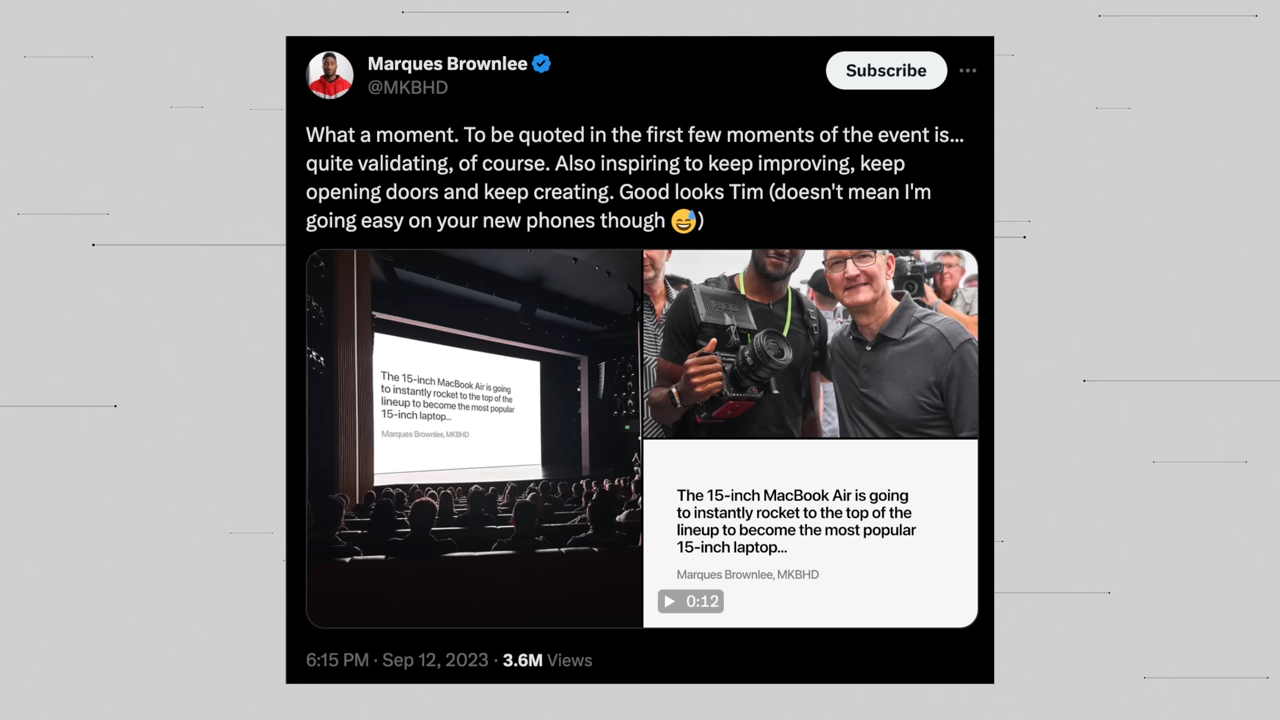 Marques Brownlee
@MKBHD
Subscribe
What a moment. To be quoted in the first few moments of the event is...
quite validating, of course. Also inspiring to keep improving, keep
opening doors and keep creating. Good looks Tim (doesn't mean I'm
going easy on your new phones though 😅)
The 15-inch MacBook Air is going
to instantly rocket to the top of the
lineup to become the most popular
15-inch laptop...
Marques Brownlee, MKBHD
The 15-inch MacBook Air is going
to instantly rocket to the top of the
lineup to become the most popular
15-inch laptop...
Marques Brownlee, MKBHD
0:12
6:15 PM · Sep 12, 2023 · 3.6M Views